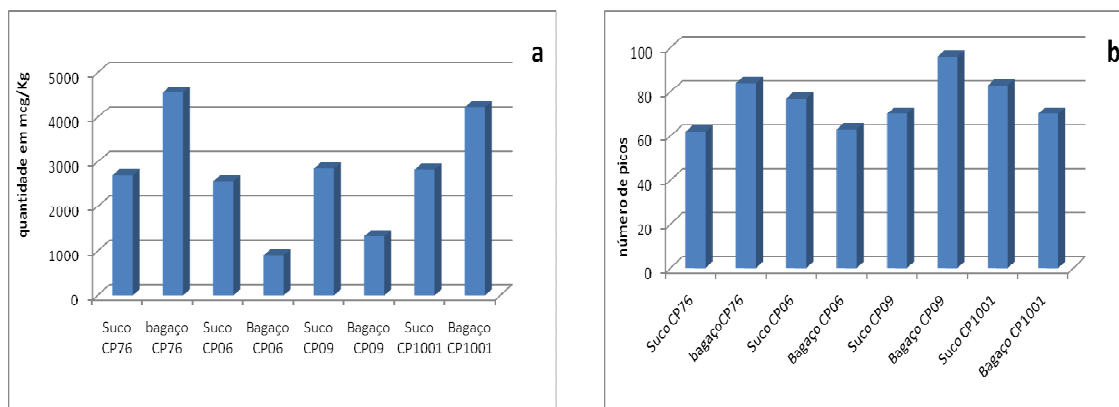 a
quantidade em mcg/Kg
5000
4000
3000
2000
1000
0
Suco bagaço Suco Bagaço Suco Bagaço Suco Bagaço
CP76 CP76 CP06 CP06 CP09 CP09 CP1001 CP1001
b
número de picos
100
80
60
40
20
0
Suco CP76
bagaço CP76
Suco CP06
Bagaço CP06
Suco CP09
Bagaço CP09
Suco CP1001
Bagaço CP1001